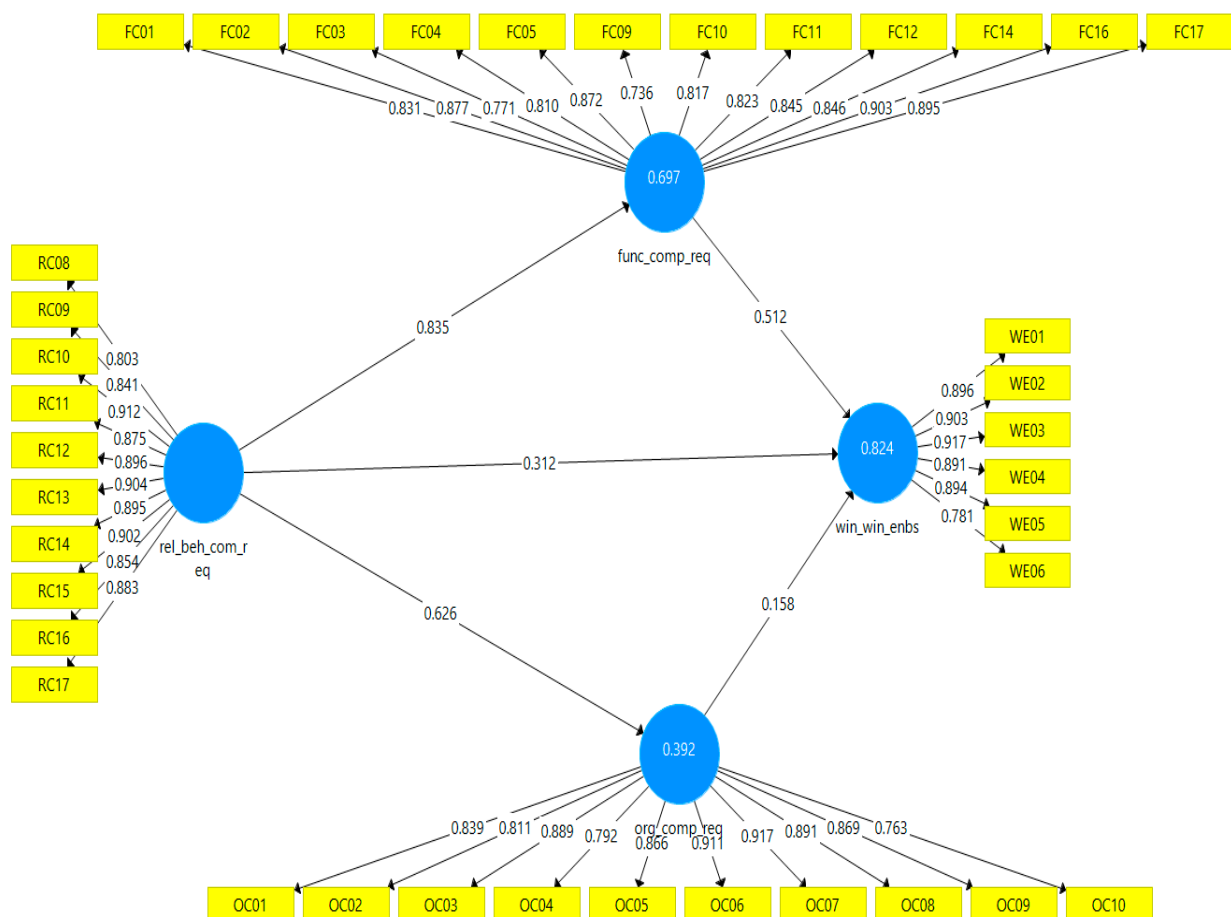 FC01 FC02 FC03 FC04 FC05 FC09 FC10 FC11 FC12 FC14 FC16 FC17
0.831 0.877 0.771 0.810 0.872 0.736 0.817 0.823 0.845 0.846 0.903 0.895
0.697
func_comp_req
RC08
RC09
RC10
RC11
RC12
RC13
RC14
RC15
RC16
RC17
0.803
0.841
0.912
0.875
0.896
0.904
0.895
0.902
0.854
0.883
rel_beh_com_r
eq
0.835
0.512
0.312
0.626
0.158
0.824
win_win_enbs
0.896
0.903
0.917
0.891
0.894
0.781
WE01
WE02
WE03
WE04
WE05
WE06
0.392
org_comp_req
0.839 0.811 0.889 0.792 0.866 0.911 0.917 0.891 0.869 0.763
OC01 OC02 OC03 OC04 OC05 OC06 OC07 OC08 OC09 OC10